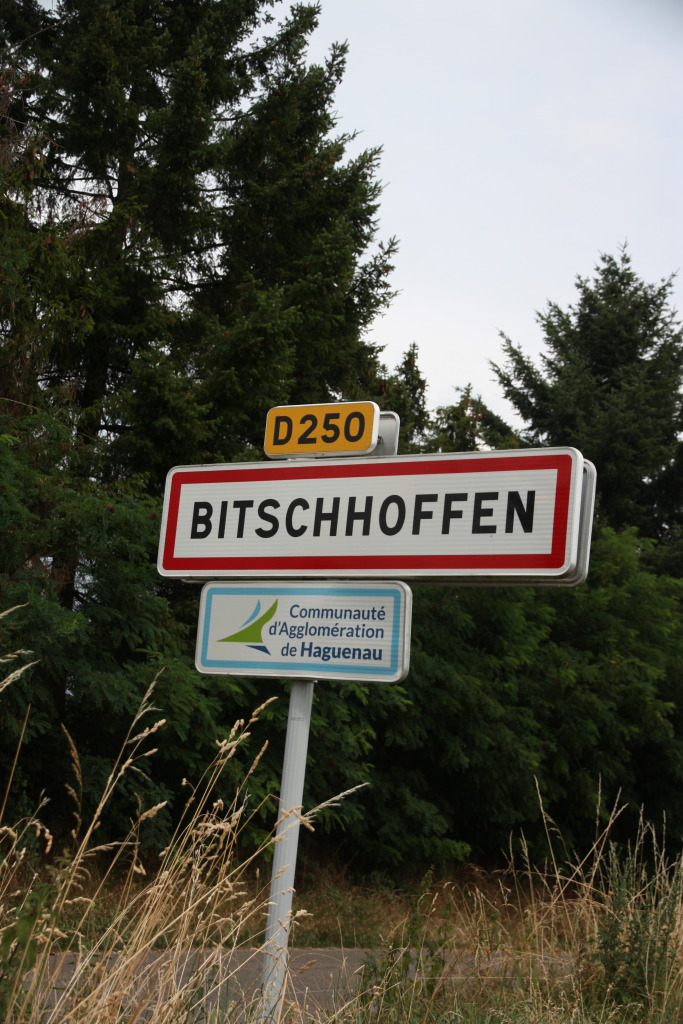 D250
BITSCHHOFFEN
Communauté
d'Agglomération
de Haguenau